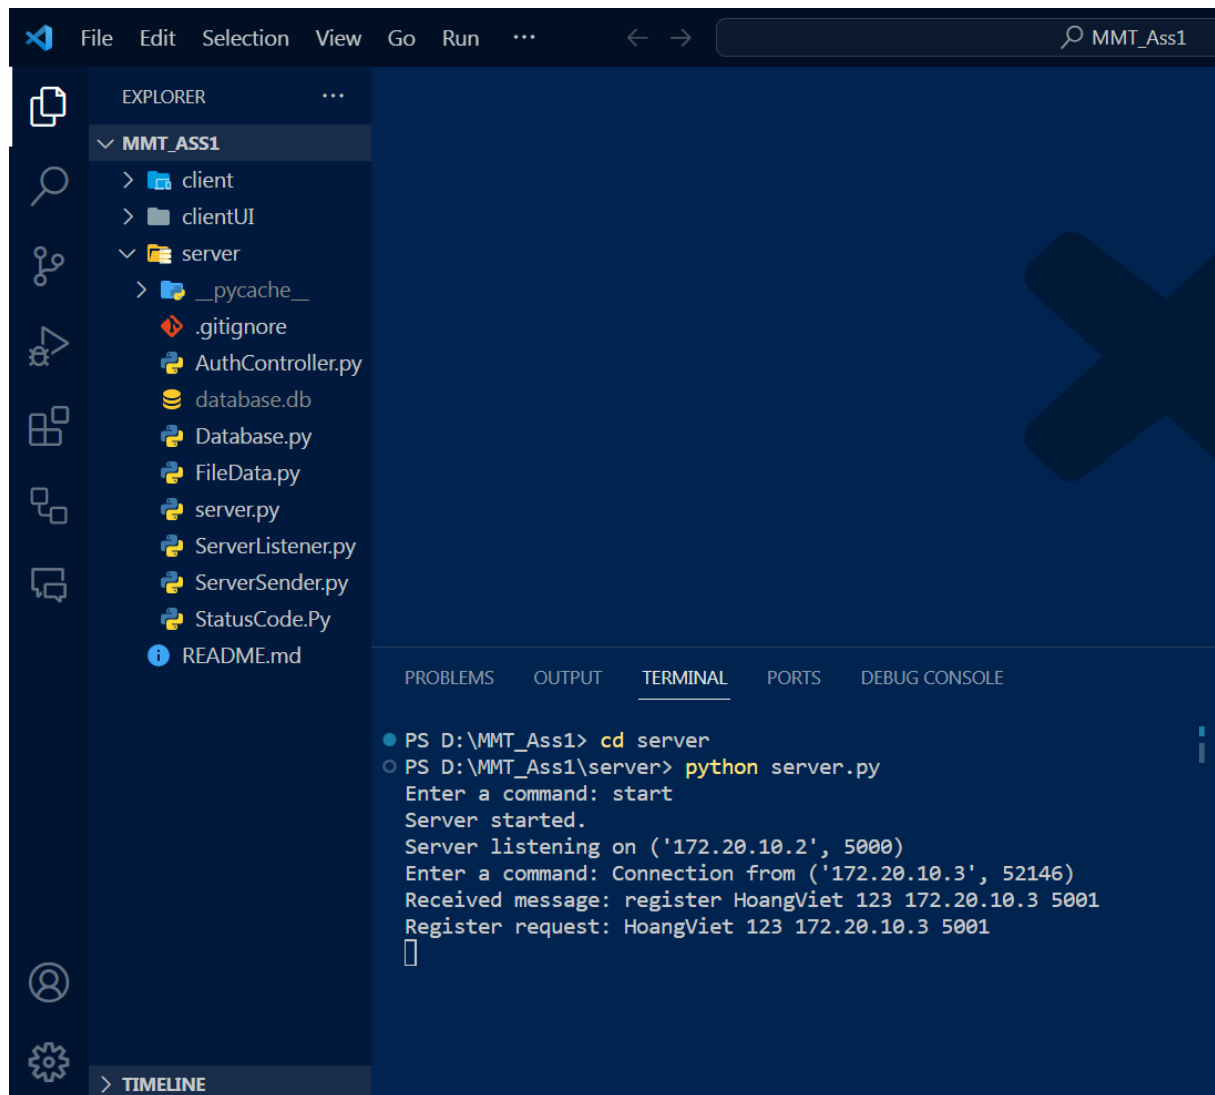 File Edit Selection View Go Run ··· MMT_Ass1
EXPLORER ···
MMT_ASS1
client
clientUI
server
__pycache__
.gitignore
AuthController.py
database.db
Database.py
FileData.py
server.py
ServerListener.py
ServerSender.py
StatusCode.Py
README.md
TIMELINE
PROBLEMS OUTPUT TERMINAL PORTS DEBUG CONSOLE
PS D:\MMT_Ass1> cd server
PS D:\MMT_Ass1\server> python server.py
Enter a command: start
Server started.
Server listening on ('172.20.10.2', 5000)
Enter a command: Connection from ('172.20.10.3', 52146)
Received message: register HoangViet 123 172.20.10.3 5001
Register request: HoangViet 123 172.20.10.3 5001